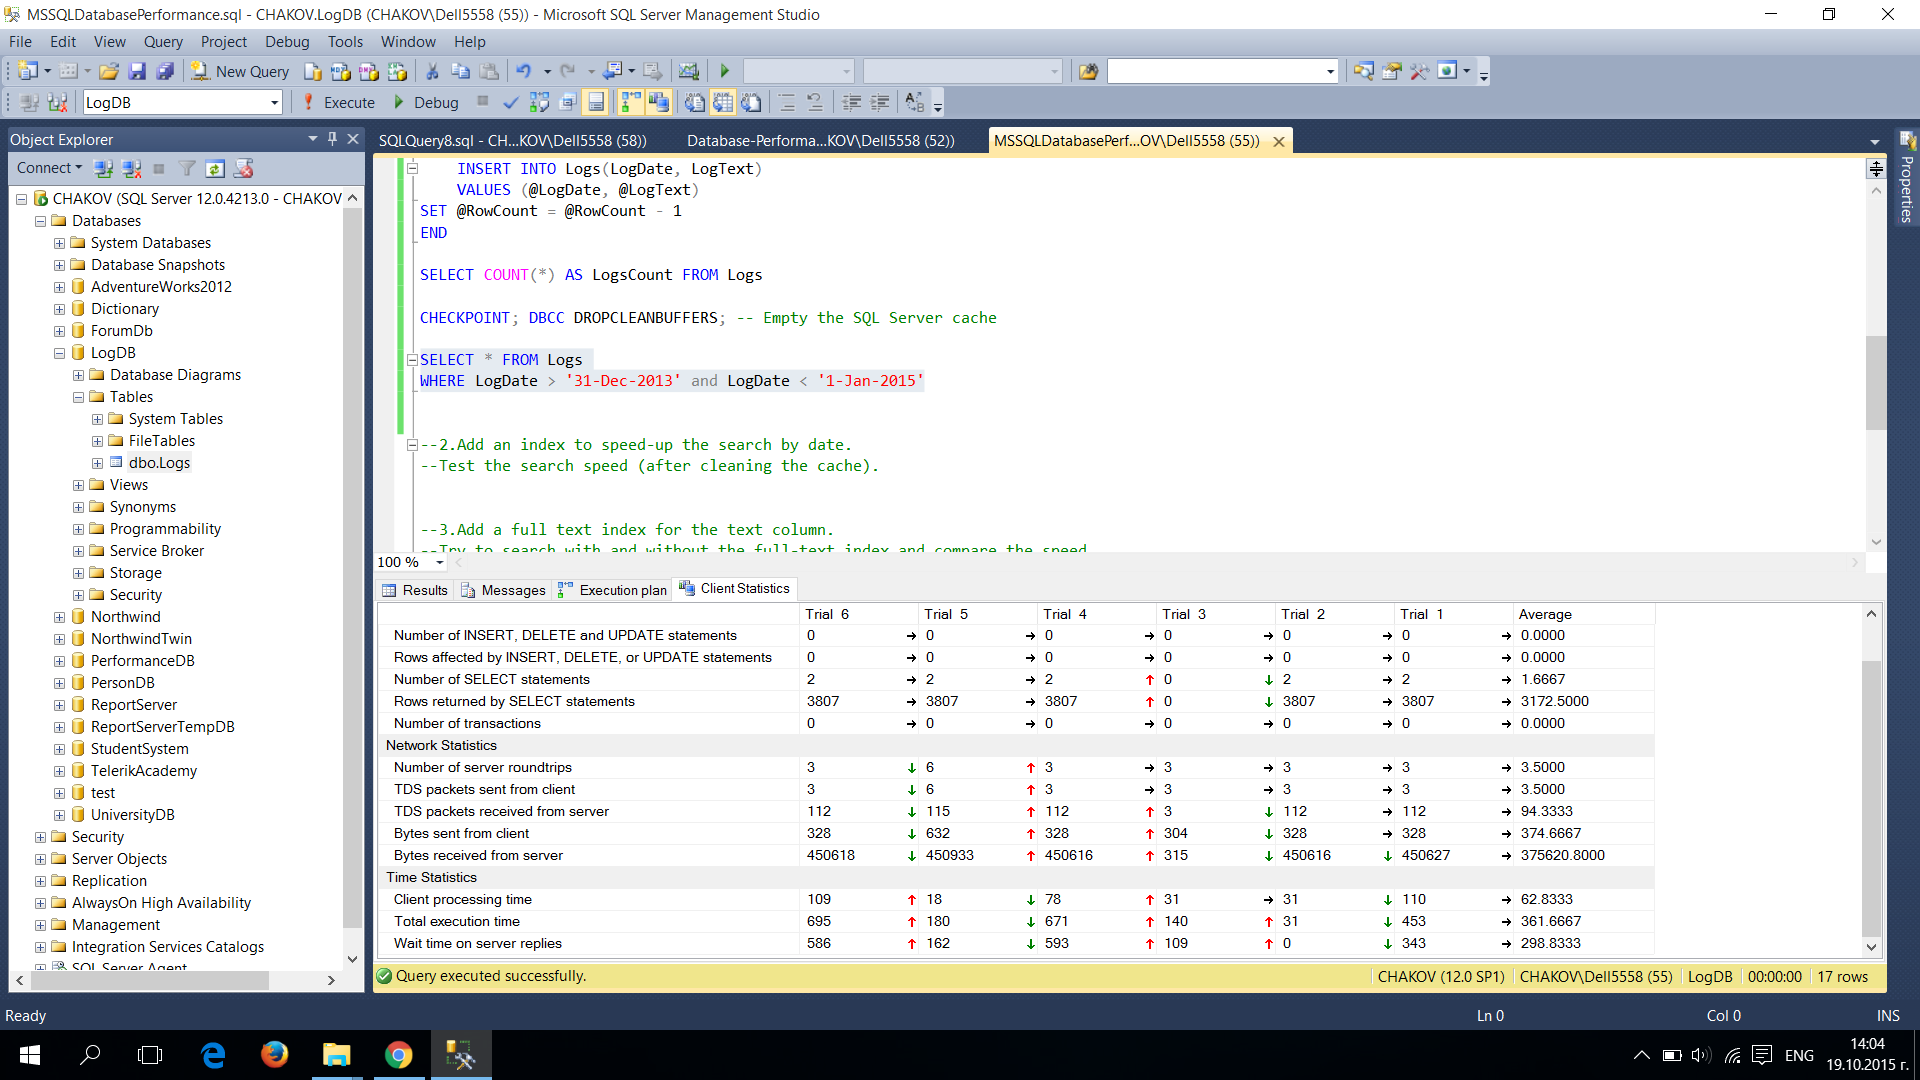 MSSQLDatabasePerformance.sql - CHAKOV.LogDB (CHAKOV\Dell5558 (55)) - Microsoft SQL Server Management Studio
File Edit View Query Project Debug Tools Window Help
New Query
LogDB Execute Debug
Object Explorer
Connect
CHAKOV (SQL Server 12.0.4213.0 - CHAKOV
Databases
System Databases
Database Snapshots
AdventureWorks2012
Dictionary
ForumDb
LogDB
Database Diagrams
Tables
System Tables
FileTables
dbo.Logs
Views
Synonyms
Programmability
Service Broker
Storage
Security
Northwind
NorthwindTwin
PerformanceDB
PersonDB
ReportServer
ReportServerTempDB
StudentSystem
TelerikAcademy
test
UniversityDB
Security
Server Objects
Replication
AlwaysOn High Availability
Management
Integration Services Catalogs
SQL Server Agent
SQLQuery8.sql - CH...KOV\Dell5558 (58)) Database-Performa...KOV\Dell5558 (52)) MSSQLDatabasePerf...OV\Dell5558 (55))
INSERT INTO Logs(LogDate, LogText)
VALUES (@LogDate, @LogText)
SET @RowCount = @RowCount - 1
END
SELECT COUNT(*) AS LogsCount FROM Logs
CHECKPOINT; DBCC DROPCLEANBUFFERS; -- Empty the SQL Server cache
SELECT * FROM Logs
WHERE LogDate > '31-Dec-2013' and LogDate < '1-Jan-2015'
--2.Add an index to speed-up the search by date.
--Test the search speed (after cleaning the cache).
--3.Add a full text index for the text column.
--Try to search with and without the full-text index and compare the speed
100 %
Properties
Results Messages Execution plan Client Statistics
Trial 6 Trial 5 Trial 4 Trial 3 Trial 2 Trial 1 Average
Number of INSERT, DELETE and UPDATE statements 0 → 0 → 0 → 0 → 0 → 0 → 0.0000
Rows affected by INSERT, DELETE, or UPDATE statements 0 → 0 → 0 → 0 → 0 → 0 → 0.0000
Number of SELECT statements 2 → 2 → 2 ↑ 0 ↓ 2 → 2 → 1.6667
Rows returned by SELECT statements 3807 → 3807 → 3807 ↑ 0 ↓ 3807 → 3807 → 3172.5000
Number of transactions 0 → 0 → 0 → 0 → 0 → 0 → 0.0000
Network Statistics
Number of server roundtrips 3 ↓ 6 ↑ 3 → 3 → 3 → 3 → 3.5000
TDS packets sent from client 3 ↓ 6 ↑ 3 → 3 → 3 → 3 → 3.5000
TDS packets received from server 112 ↓ 115 ↑ 112 ↑ 3 ↓ 112 → 112 → 94.3333
Bytes sent from client 328 ↓ 632 ↑ 328 ↑ 304 ↓ 328 → 328 → 374.6667
Bytes received from server 450618 ↓ 450933 ↑ 450616 ↑ 315 ↓ 450616 ↓ 450627 → 375620.8000
Time Statistics
Client processing time 109 ↑ 18 ↓ 78 ↑ 31 → 31 ↓ 110 → 62.8333
Total execution time 695 ↑ 180 ↓ 671 ↑ 140 ↑ 31 ↓ 453 → 361.6667
Wait time on server replies 586 ↑ 162 ↓ 593 ↑ 109 ↑ 0 ↓ 343 → 298.8333
Query executed successfully. CHAKOV (12.0 SP1) CHAKOV\Dell5558 (55) LogDB 00:00:00 17 rows
Ready Ln 0 Col 0 INS
ENG 14:04
19.10.2015 г.